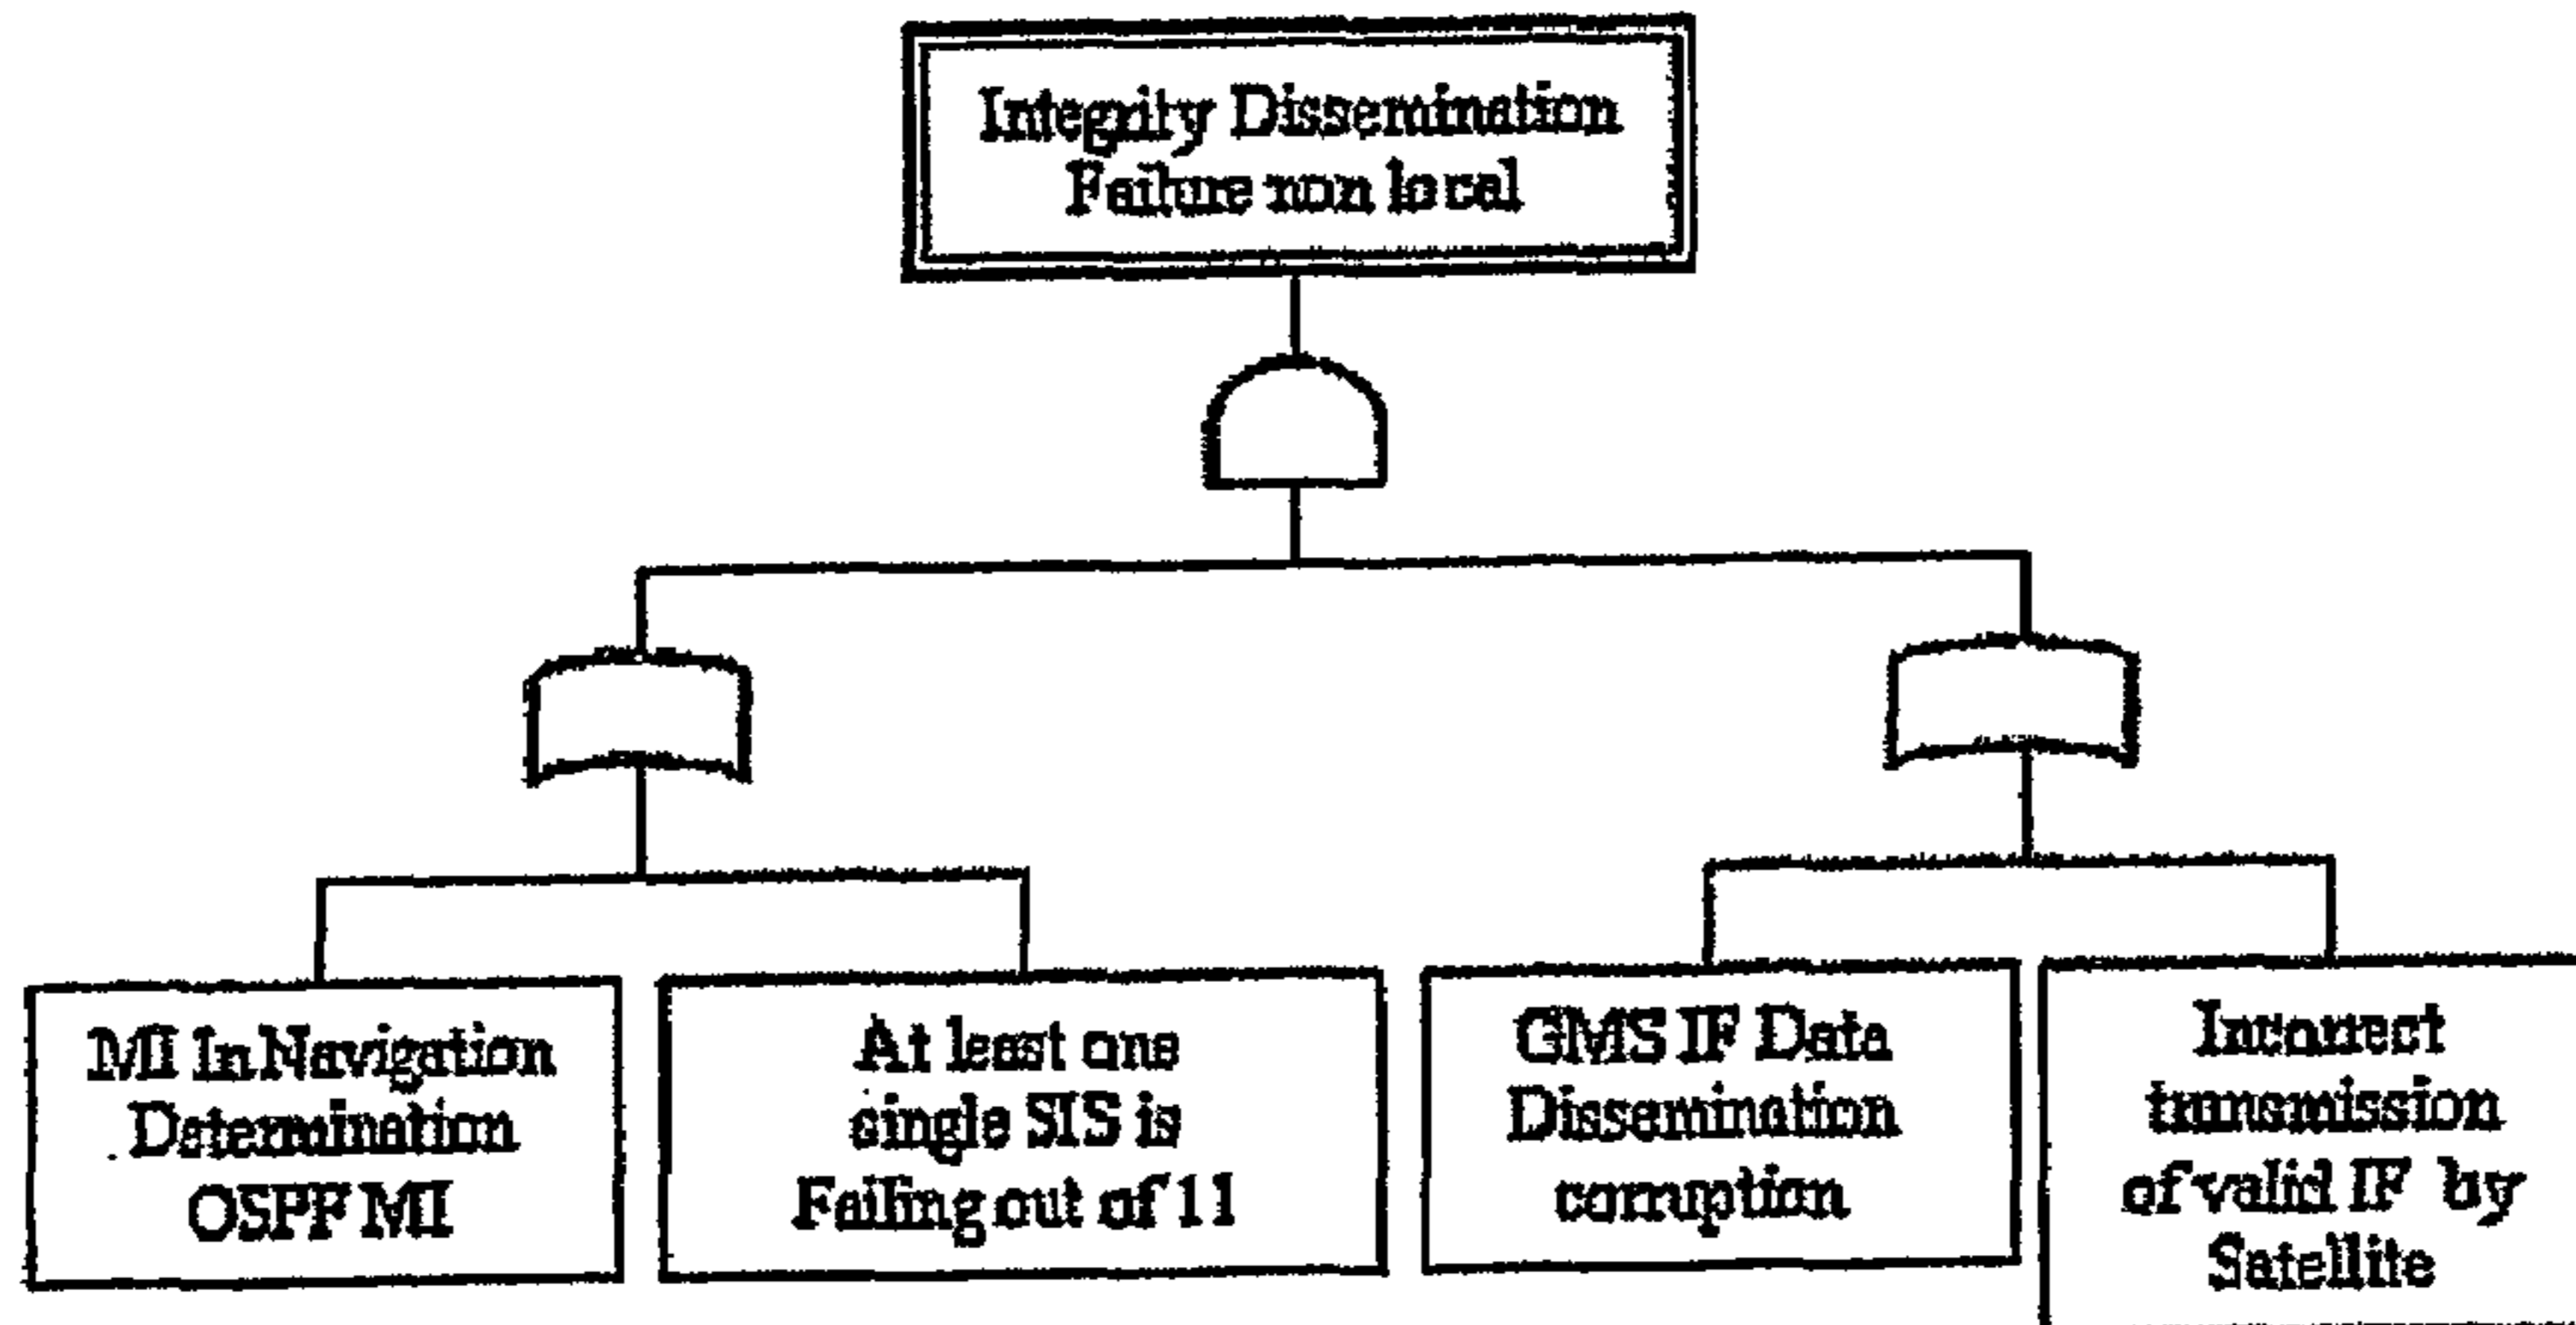 Integrity Dissemination
Failure non local
MI In Navigation
Determination
OSPF MI
At least one
single SIS is
Failing out of 11
GMS IF Data
Dissemination
corruption
Incorrect
transmission
of valid IF by
Satellite